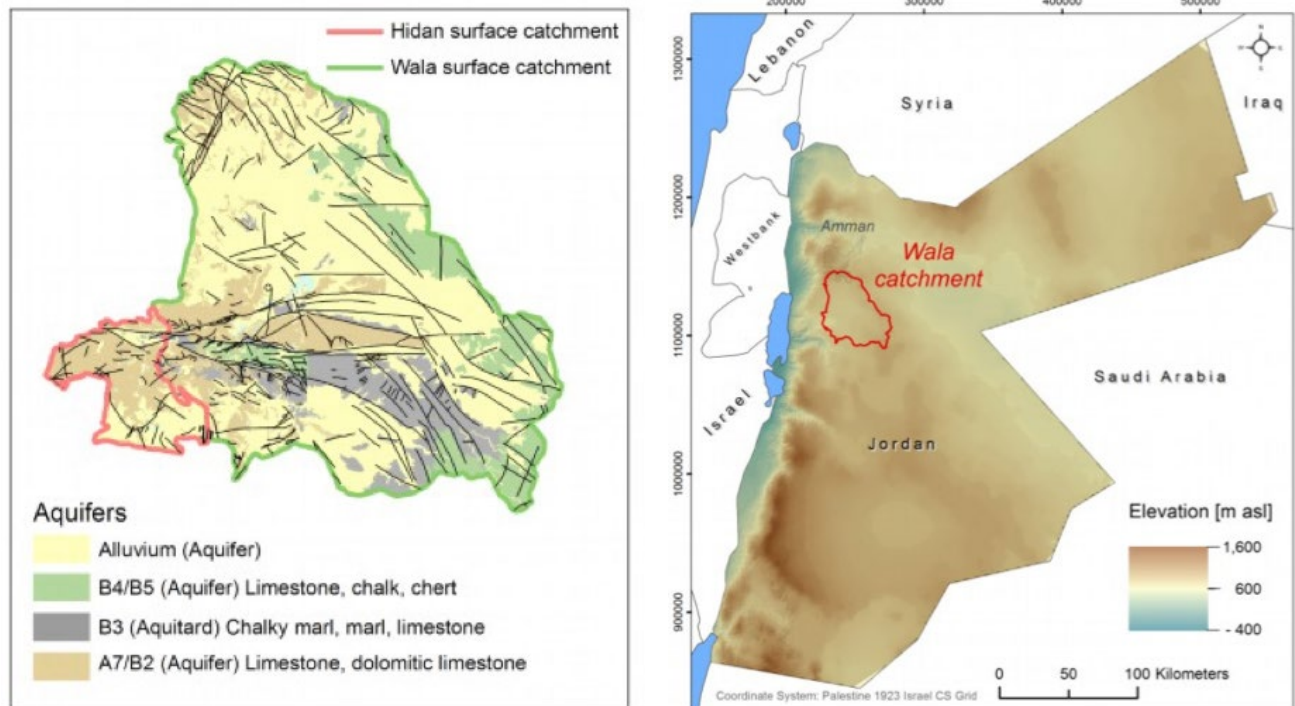 Hidan surface catchment
Wala surface catchment
Aquifers
Alluvium (Aquifer)
B4/B5 (Aquifer) Limestone, chalk, chert
B3 (Aquitard) Chalky marl, marl, limestone
A7/B2 (Aquifer) Limestone, dolomitic limestone
200000
300000
400000
500000
1300000
1200000
1100000
1000000
900000
Lebanon
Syria
Iraq
Westbank
Amman
Wala
catchment
Israel
Saudi Arabia
Jordan
Elevation [m asl]
1,600
600
- 400
0 50 100 Kilometers
Coordinate System: Palestine 1923 Israel CS Grid